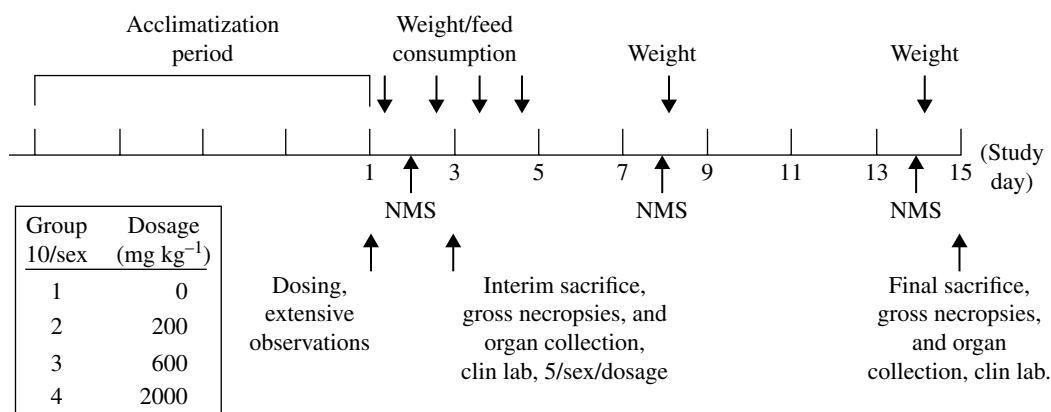 Acclimatization
period
Weight/feed
consumption
Weight
Weight
1 3 5 7 9 11 13 15
(Study
day)
NMS
NMS
NMS
Group
10/sex
Dosage
(mg kg⁻¹)
1 0
2 200
3 600
4 2000
Dosing,
extensive
observations
Interim sacrifice,
gross necropsies, and
organ collection,
clin lab, 5/sex/dosage
Final sacrifice,
gross necropsies,
and organ
collection, clin lab.